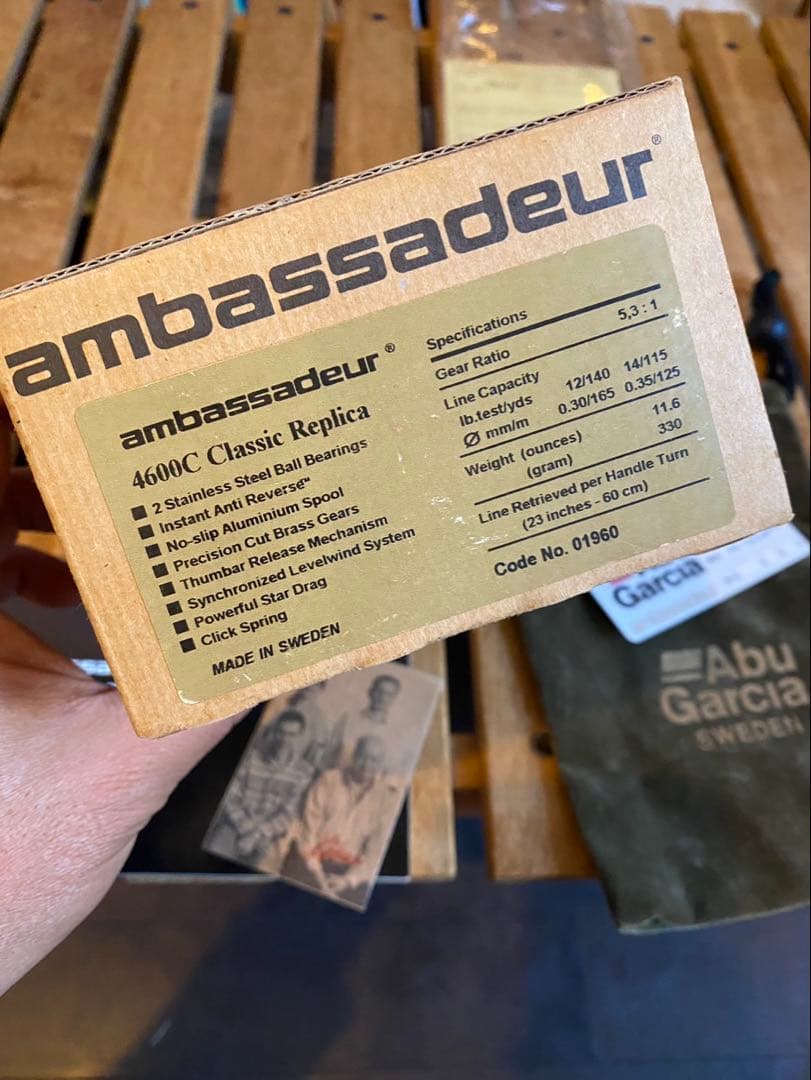 ambassadeur®
ambassadeur®
4600C Classic Replica
■ 2 Stainless Steel Ball Bearings
■ Instant Anti Reverse™
■ No-slip Aluminium Spool
■ Precision Cut Brass Gears
■ Thumbar Release Mechanism
■ Synchronized Levelwind System
■ Powerful Star Drag
■ Click Spring
MADE IN SWEDEN
Specifications
Gear Ratio 5,3 : 1
Line Capacity
lb.test/yds 12/140 14/115
Ø mm/m 0.30/165 0.35/125
Weight (ounces) 11.6
(gram) 330
Line Retrieved per Handle Turn
(23 inches - 60 cm)
Code No. 01960
Garcia
Abu
Garcia
SWEDEN